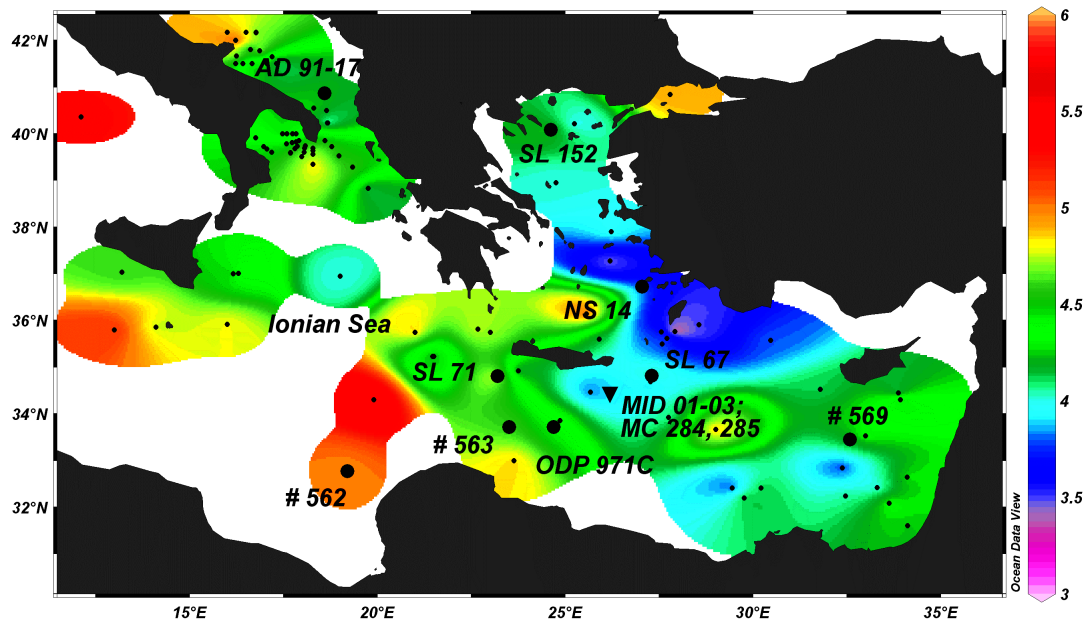 42°N
40°N
38°N
36°N
34°N
32°N
15°E
20°E
25°E
30°E
35°E
AD 91-17
SL 152
NS 14
Ionian Sea
SL 67
SL 71
MID 01-03;
MC 284, 285
# 569
# 563
ODP 971C
# 562
Ocean Data View
6
5.5
5
4.5
4
3.5
3